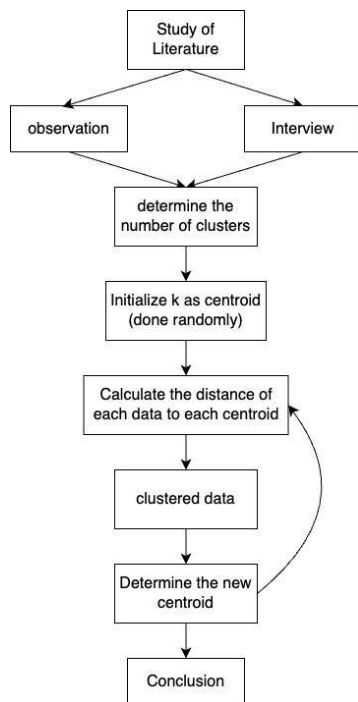 Study of
Literature
observation
Interview
determine the
number of clusters
Initialize k as centroid
(done randomly)
Calculate the distance of
each data to each centroid
clustered data
Determine the new
centroid
Conclusion